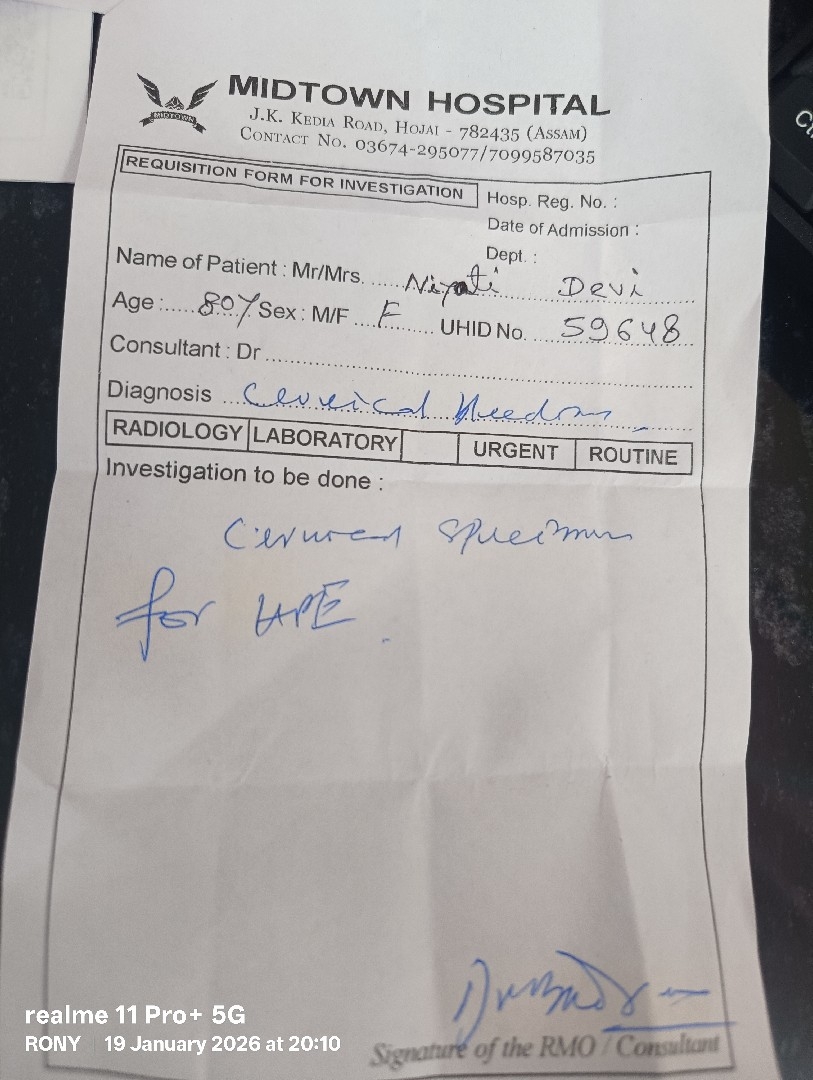 MIDTOWN
MIDTOWN HOSPITAL
J.K. KEDIA ROAD, HOJAI - 782435 (ASSAM)
CONTACT NO. 03674-295077/7099587035
REQUISITION FORM FOR INVESTIGATION
Hosp. Reg. No. :
Date of Admission :
Dept. :
Name of Patient : Mr/Mrs. Niyati Devi
Age : 80Y Sex : M/F F UHID No. 59648
Consultant : Dr
Diagnosis Cervical
RADIOLOGY LABORATORY URGENT ROUTINE
Investigation to be done :
Specimen
for HPE.
Signature of the RMO / Consultant
realme 11 Pro+ 5G
RONY 19 January 2026 at 20:10